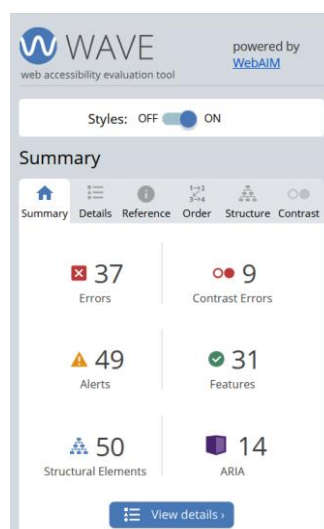 WAVE
web accessibility evaluation tool
powered by
WebAIM
Styles: OFF ON
Summary
Summary Details Reference Order Structure Contrast
37
Errors
9
Contrast Errors
49
Alerts
31
Features
50
Structural Elements
14
ARIA
View details ›